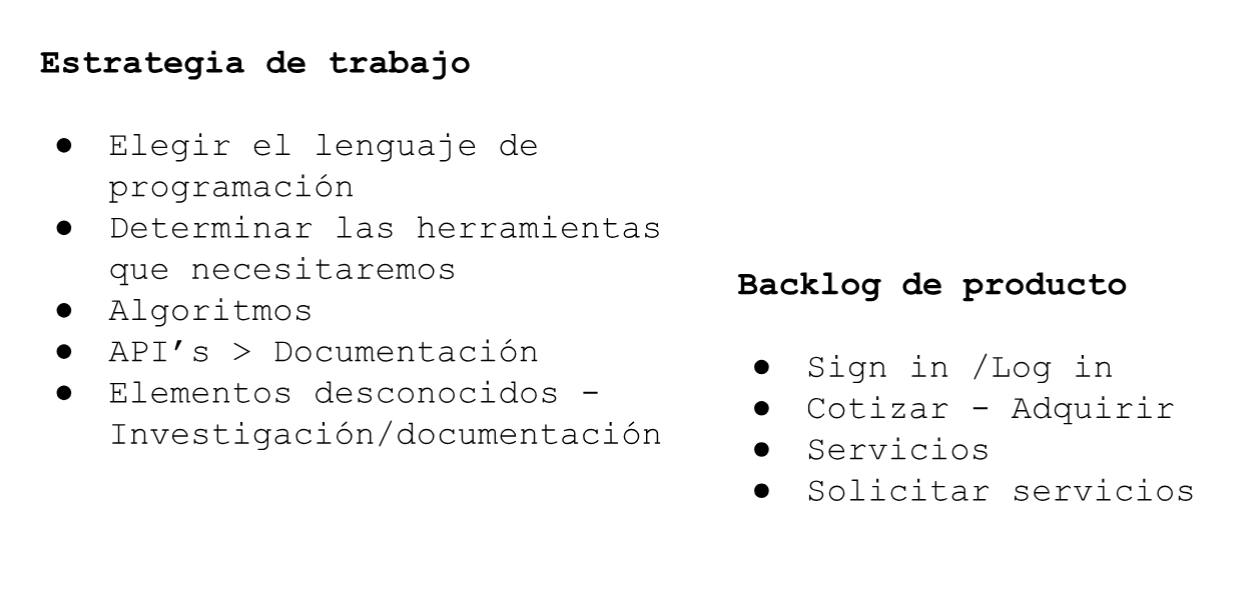 Estrategia de trabajo
● Elegir el lenguaje de
programación
● Determinar las herramientas
que necesitaremos
● Algoritmos
● API’s > Documentación
● Elementos desconocidos -
Investigación/documentación
Backlog de producto
● Sign in /Log in
● Cotizar - Adquirir
● Servicios
● Solicitar servicios